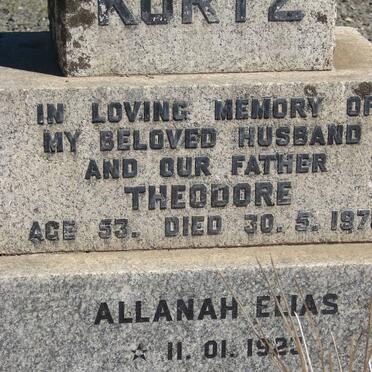 KURTZ
IN LOVING MEMORY OF
MY BELOVED HUSBAND
AND OUR FATHER
THEODORE
AGE 53. DIED 30. 5. 197
ALLANAH ELIAS
★ 11. 01. 192